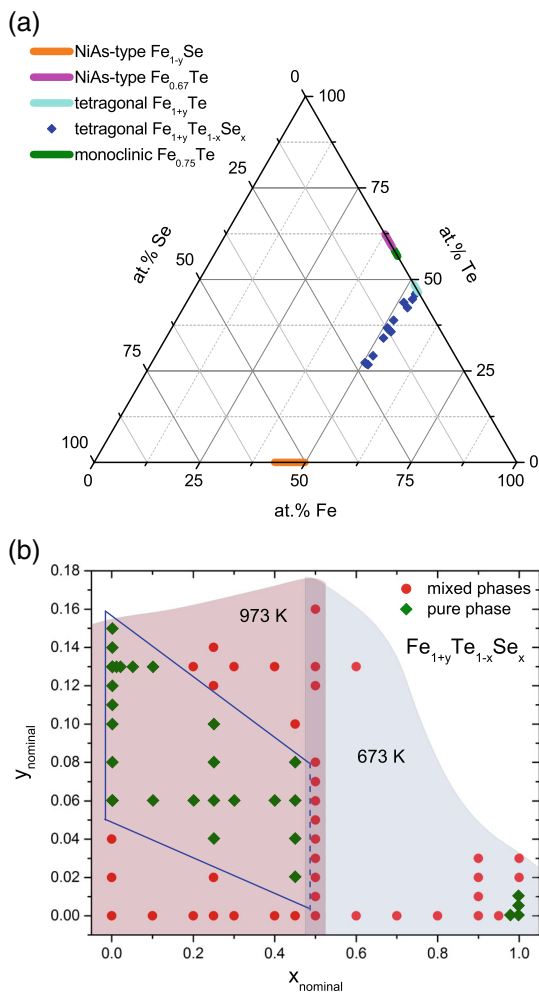 (a)
NiAs-type Fe1-ySe
NiAs-type Fe0.67Te
tetragonal Fe1+yTe
tetragonal Fe1+yTe1-xSex
monoclinic Fe0.75Te
0
100
25
75
at.% Se
at.% Te
50
50
75
25
100
0
0
25
50
75
100
at.% Fe
(b)
0.18
0.16
0.14
0.12
0.10
0.08
0.06
0.04
0.02
0.00
ynominal
973 K
mixed phases
pure phase
Fe1+yTe1-xSex
673 K
0.0
0.2
0.4
0.6
0.8
1.0
xnominal